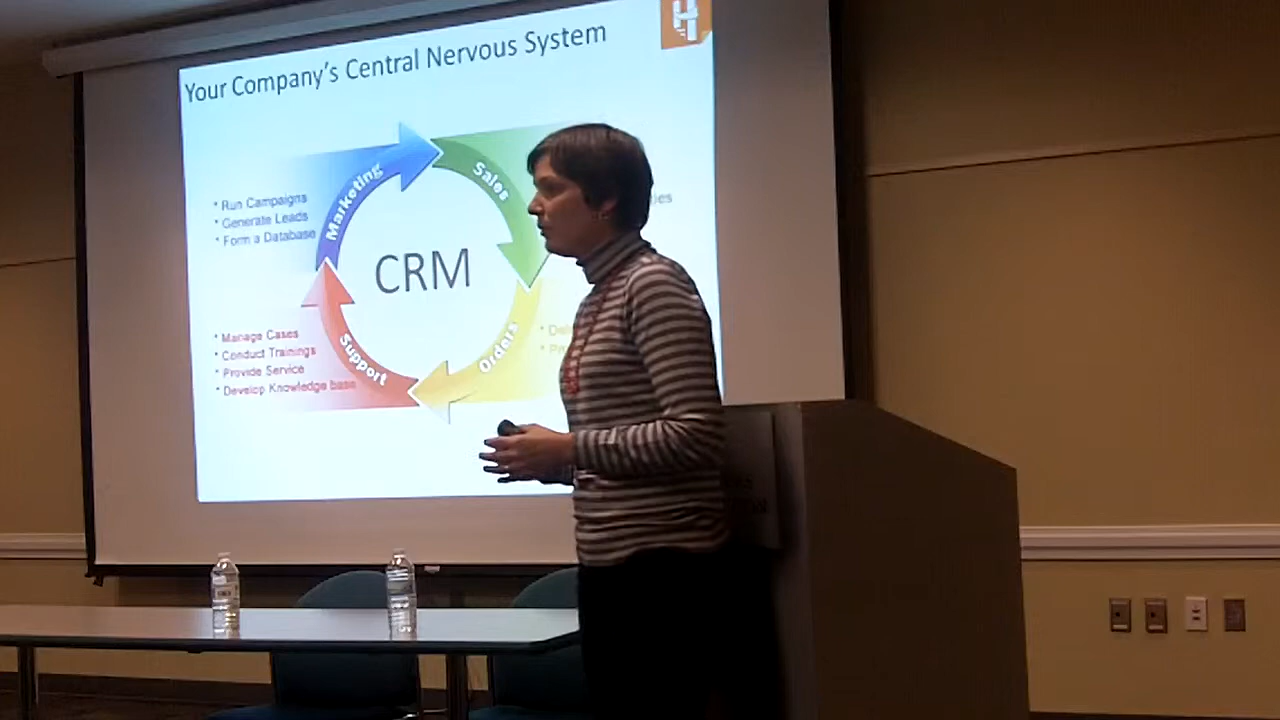 Your Company's Central Nervous System
Marketing
Sales
• Run Campaigns
• Generate Leads
• Form a Database
CRM
• Manage Cases
• Conduct Trainings
• Provide Service
• Develop Knowledge base
Support
Orders